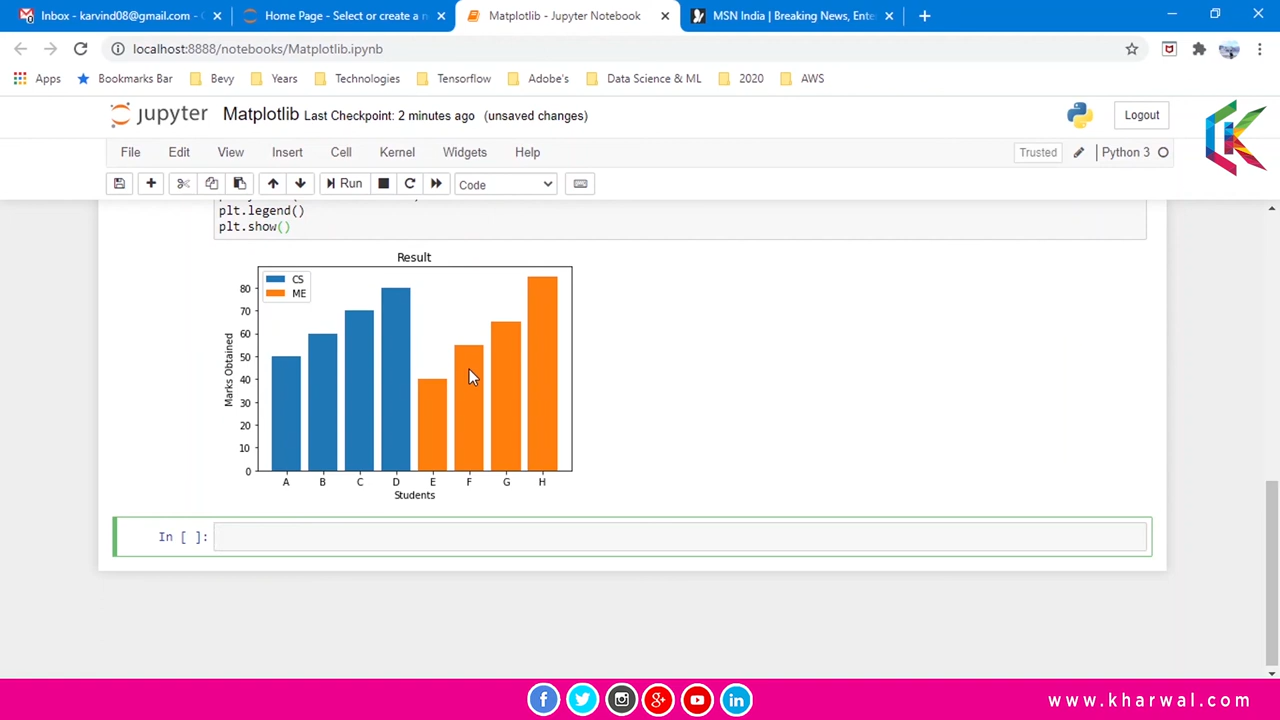 Inbox - karvind08@gmail.com - G
Home Page - Select or create a n
Matplotlib - Jupyter Notebook
MSN India | Breaking News, Ente
localhost:8888/notebooks/Matplotlib.ipynb
Apps Bookmarks Bar Bevy Years Technologies Tensorflow Adobe's Data Science & ML 2020 AWS
jupyter Matplotlib Last Checkpoint: 2 minutes ago (unsaved changes) Logout
File Edit View Insert Cell Kernel Widgets Help Trusted Python 3
Run Code
plt.legend()
plt.show()
Result
CS
ME
80
70
60
50
40
30
20
10
0
Marks Obtained
A B C D E F G H
Students
In [ ]:
www.kharwal.com